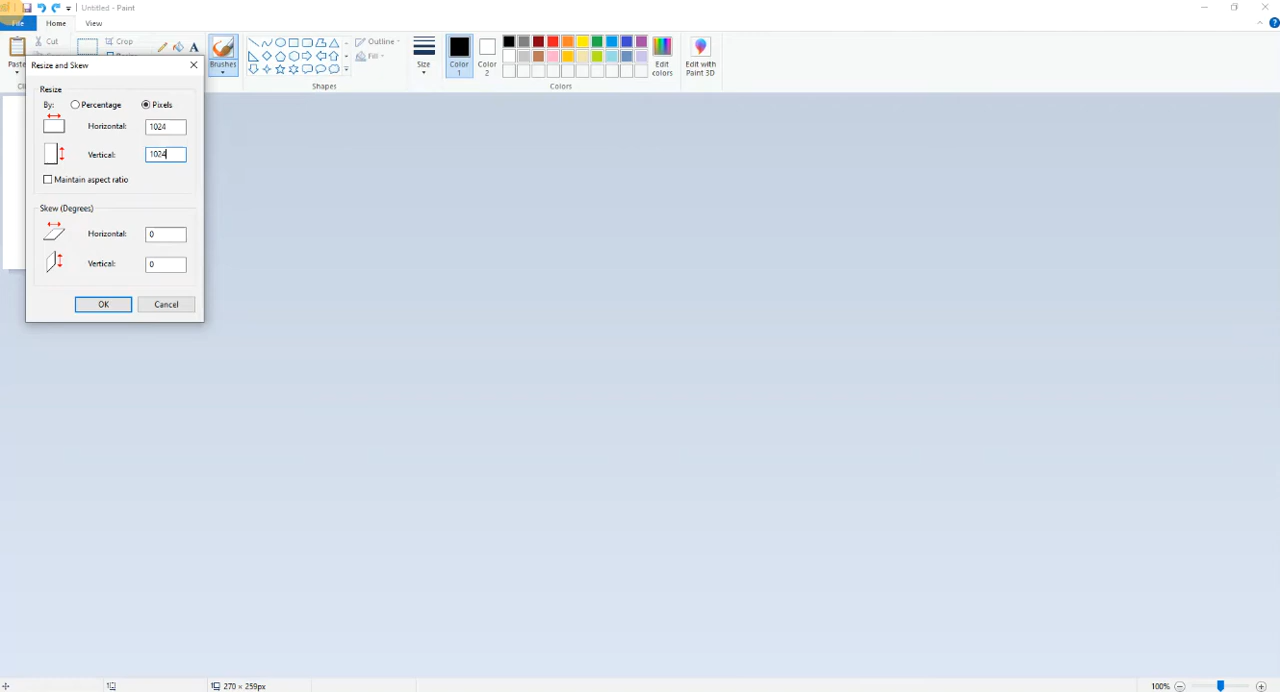 Untitled - Paint
File Home View
Cut
Crop
Paste
Brushes
Outline
Fill
Shapes
Size
Color 1
Color 2
Edit colors
Edit with Paint 3D
Colors
Resize and Skew
Resize
By: Percentage Pixels
Horizontal: 1024
Vertical: 1024
Maintain aspect ratio
Skew (Degrees)
Horizontal: 0
Vertical: 0
OK Cancel
270 × 259px
100%